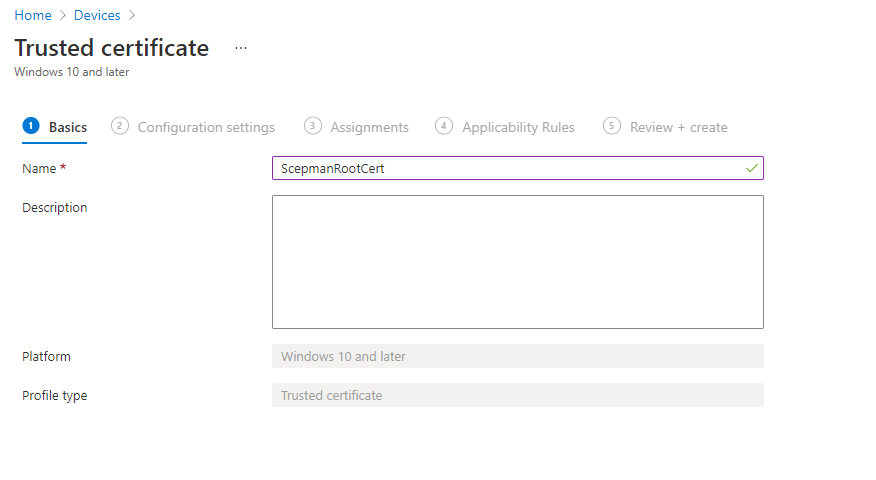 Home > Devices >
Trusted certificate ...
Windows 10 and later
1 Basics 2 Configuration settings 3 Assignments 4 Applicability Rules 5 Review + create
Name * ScepmanRootCert
Description
Platform Windows 10 and later
Profile type Trusted certificate